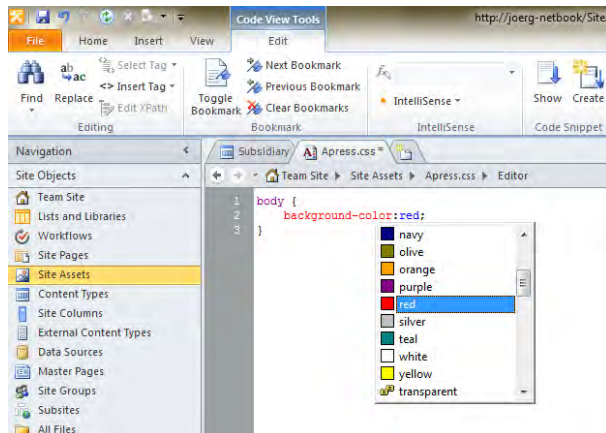 Code View Tools
http://joerg-netbook/Site
File Home Insert View Edit
Find
Replace
Select Tag
Insert Tag
Edit XPath
Editing
Toggle Bookmark
Next Bookmark
Previous Bookmark
Clear Bookmarks
Bookmark
IntelliSense
IntelliSense
Show Create
Code Snippet
Navigation
Subsidiary Apress.css *
Site Objects
Team Site Site Assets Apress.css Editor
Team Site
Lists and Libraries
Workflows
Site Pages
Site Assets
Content Types
Site Columns
External Content Types
Data Sources
Master Pages
Site Groups
Subsites
All Files
1 body {
2 background-color:red;
3 }
navy
olive
orange
purple
red
silver
teal
white
yellow
transparent